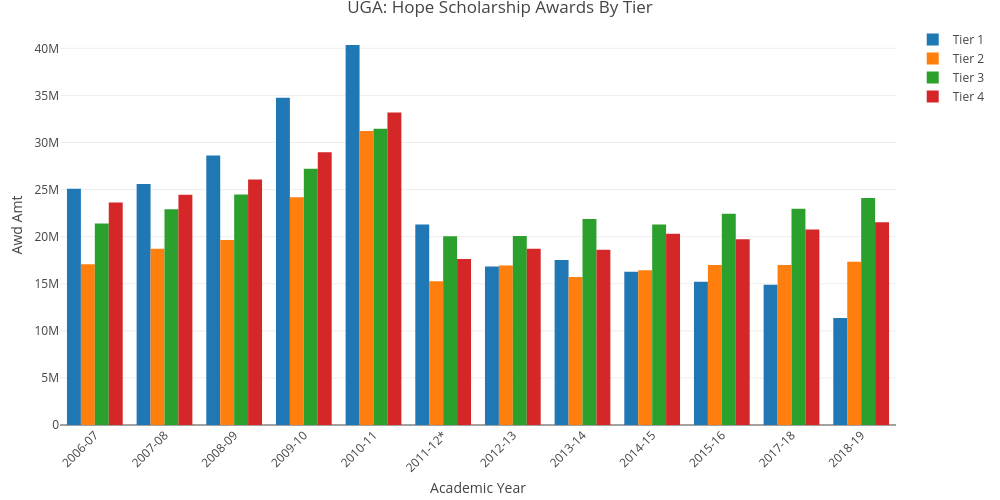 UGA: Hope Scholarship Awards By Tier
Tier 1
Tier 2
Tier 3
Tier 4
40M
35M
30M
25M
20M
15M
10M
5M
0
Awd Amt
2006-07
2007-08
2008-09
2009-10
2010-11
2011-12*
2012-13
2013-14
2014-15
2015-16
2017-18
2018-19
Academic Year